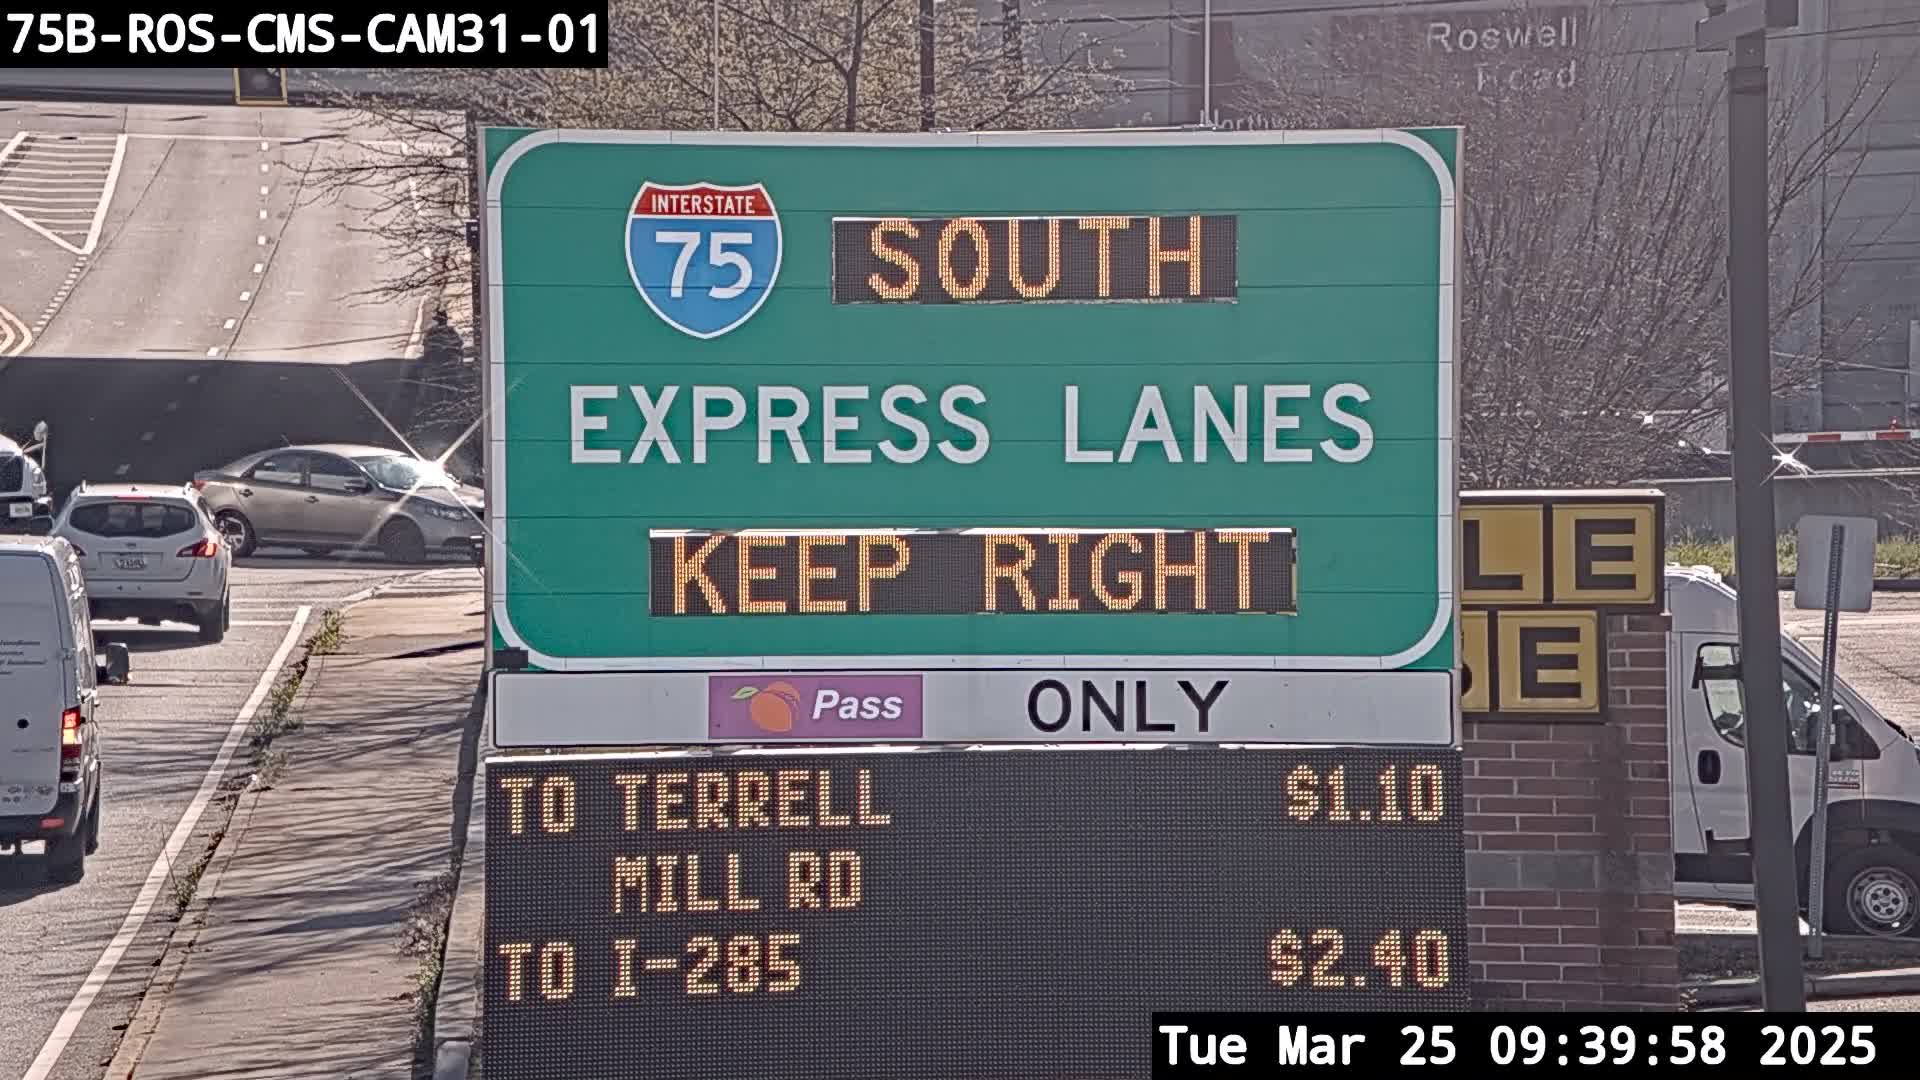 75B-ROS-CMS-CAM31-01
Roswell
Road
INTERSTATE
75
SOUTH
EXPRESS LANES
KEEP RIGHT
Pass ONLY
TO TERRELL $1.10
MILL RD
TO I-285 $2.40
LE
E
Tue Mar 25 09:39:58 2025